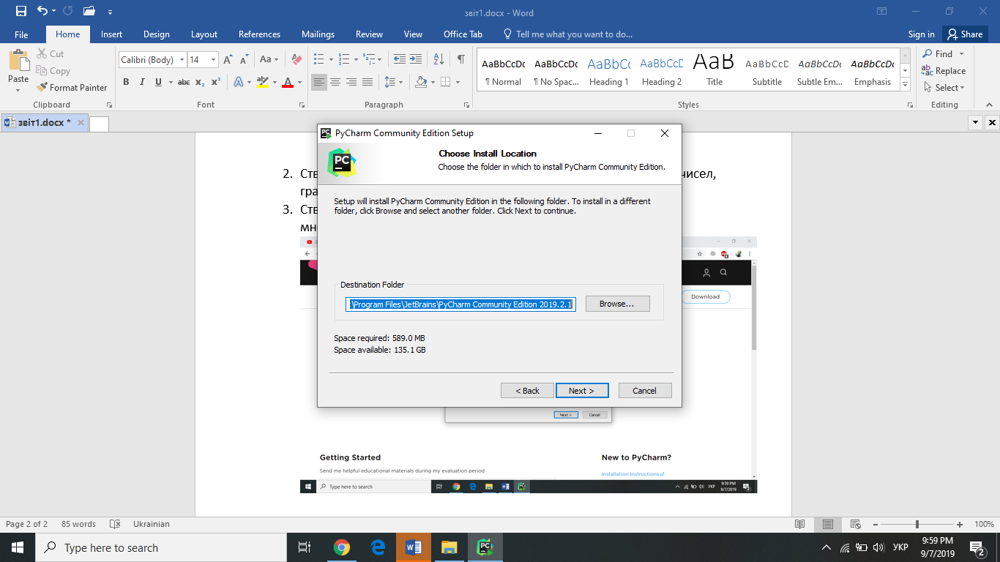 звіт1.docx - Word
File Home Insert Design Layout References Mailings Review View Office Tab Tell me what you want to do... Sign in Share
Paste
Cut
Copy
Format Painter
Clipboard
Calibri (Body) 14
Font
Paragraph
AaBbCcDc AaBbCcDc AaBbCc AaBbCcD AaB AaBbCcD AaBbCcDt AaBbCcDt
¶ Normal ¶ No Spac... Heading 1 Heading 2 Title Subtitle Subtle Em... Emphasis
Styles
Find
Replace
Select
Editing
звіт1.docx *
PyCharm Community Edition Setup
PC
Choose Install Location
Choose the folder in which to install PyCharm Community Edition.
2. Ств чисел,
гра
3. Ств
Setup will install PyCharm Community Edition in the following folder. To install in a different
folder, click Browse and select another folder. Click Next to continue.
Destination Folder
:\Program Files\JetBrains\PyCharm Community Edition 2019.2.1
Browse...
Space required: 589.0 MB
Space available: 135.1 GB
< Back Next > Cancel
Download
Next > Cancel
Getting Started
Send me helpful educational materials during my evaluation period
New to PyCharm?
Installation Instructions
Type here to search
9:59 PM
УКР
9/7/2019
Page 2 of 2 85 words Ukrainian 100%
Type here to search
УКР
9:59 PM
9/7/2019
2